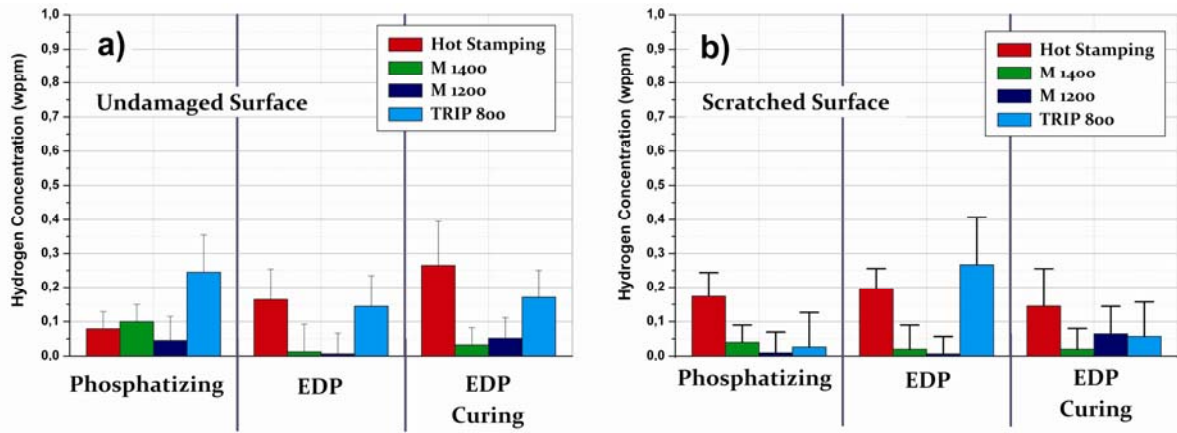 a)
Undamaged Surface
Hot Stamping
M 1400
M 1200
TRIP 800
Hydrogen Concentration (wppm)
1,0
0,9
0,8
0,7
0,6
0,5
0,4
0,3
0,2
0,1
0,0
Phosphatizing
EDP
EDP
Curing
b)
Scratched Surface
Hot Stamping
M 1400
M 1200
TRIP 800
Hydrogen Concentration (wppm)
1,0
0,9
0,8
0,7
0,6
0,5
0,4
0,3
0,2
0,1
0,0
Phosphatizing
EDP
EDP
Curing